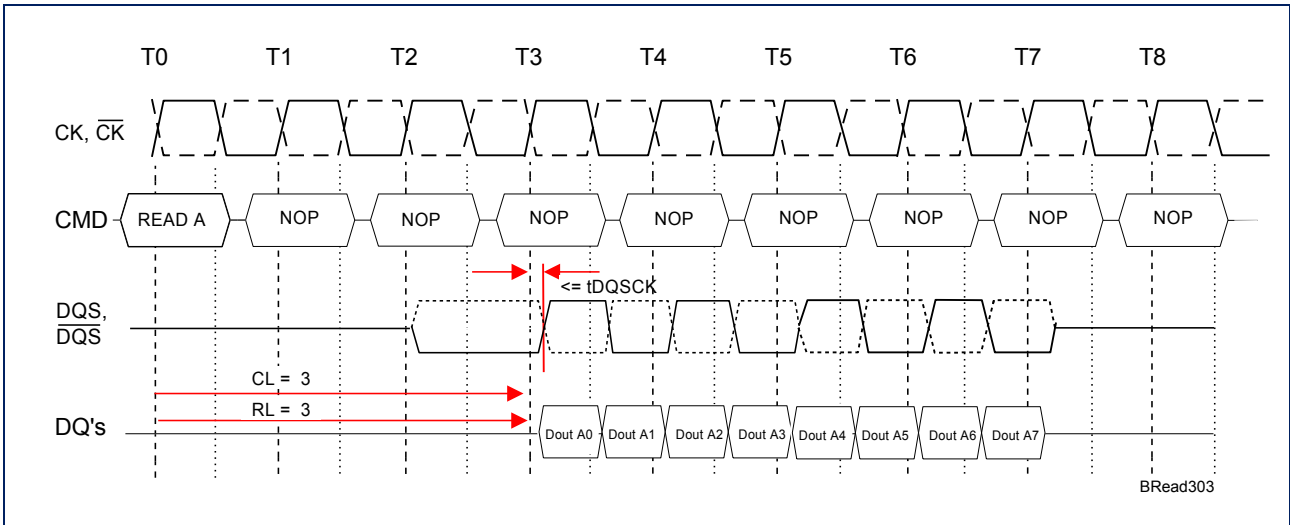 T0 T1 T2 T3 T4 T5 T6 T7 T8
CK, C̅K̅
CMD READ A NOP NOP NOP NOP NOP NOP NOP NOP
<= tDQSCK
DQS,
D̅Q̅S̅
CL = 3
RL = 3
DQ's Dout A0 Dout A1 Dout A2 Dout A3 Dout A4 Dout A5 Dout A6 Dout A7
BRead303